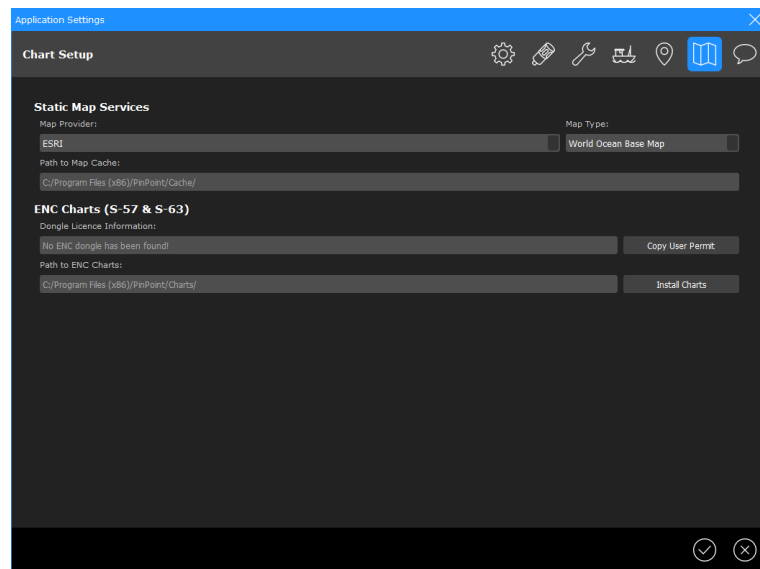 Application Settings
Chart Setup
Static Map Services
Map Provider: Map Type:
ESRI World Ocean Base Map
Path to Map Cache:
C:/Program Files (x86)/PinPoint/Cache/
ENC Charts (S-57 & S-63)
Dongle Licence Information:
No ENC dongle has been found! Copy User Permit
Path to ENC Charts:
C:/Program Files (x86)/PinPoint/Charts/ Install Charts